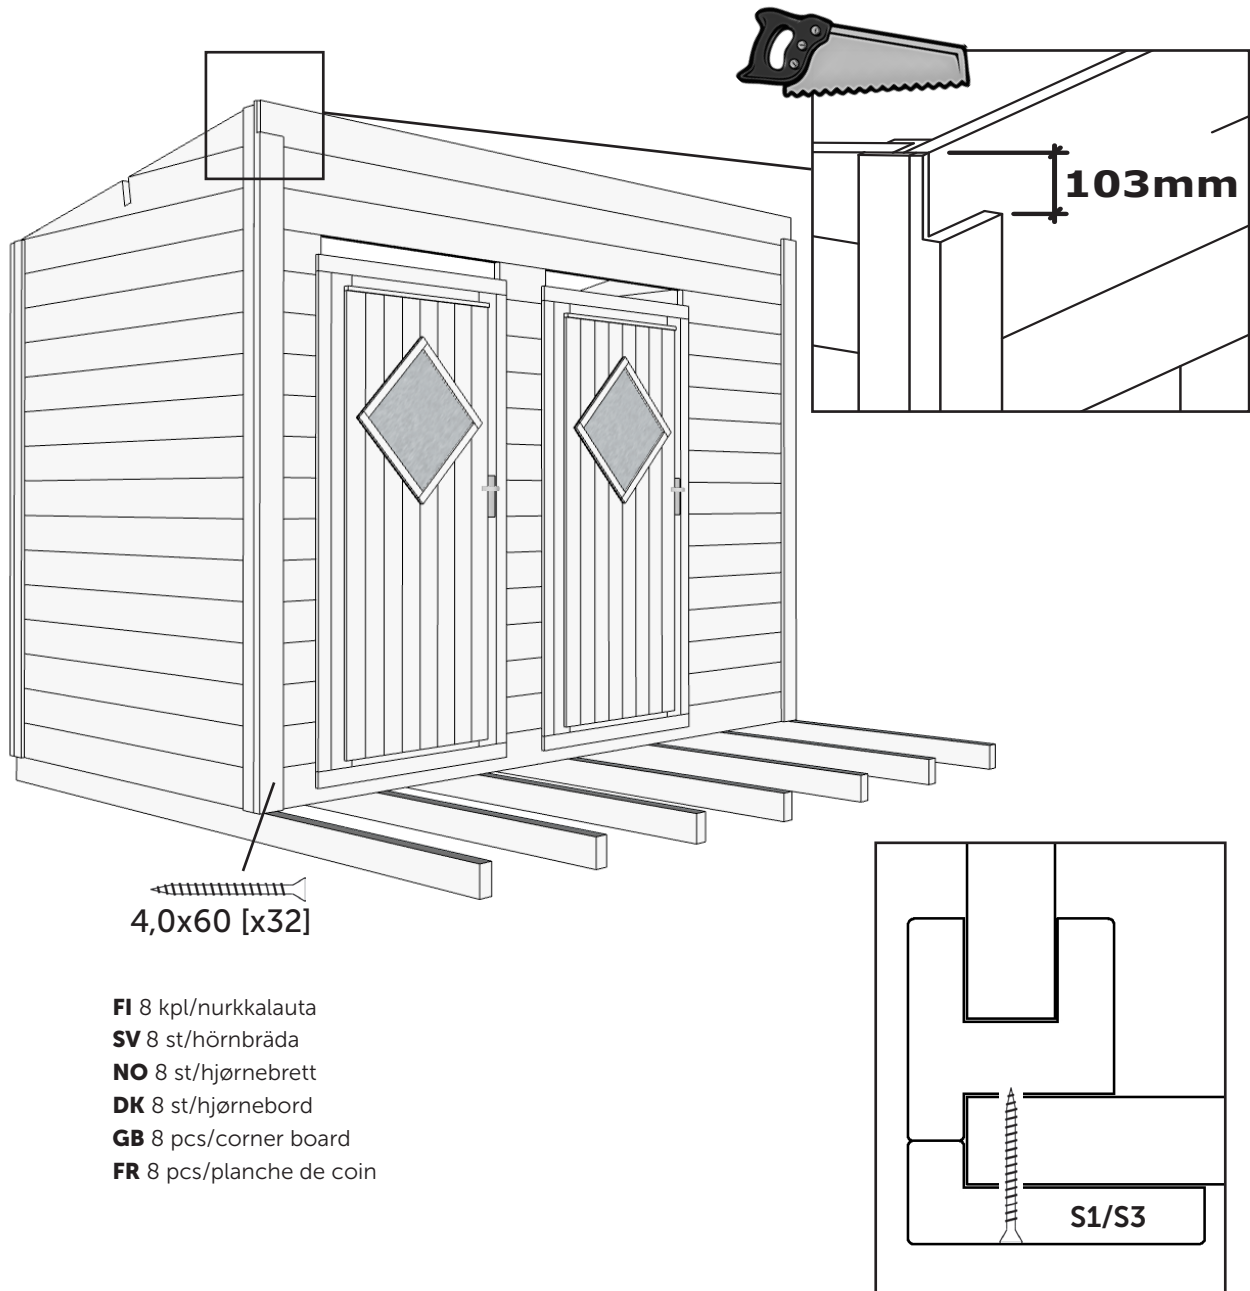 103mm
4,0x60 [x32]
FI 8 kpl/nurkkalauta
SV 8 st/hörnbräda
NO 8 st/hjørnebrett
DK 8 st/hjørnebord
GB 8 pcs/corner board
FR 8 pcs/planche de coin
S1/S3